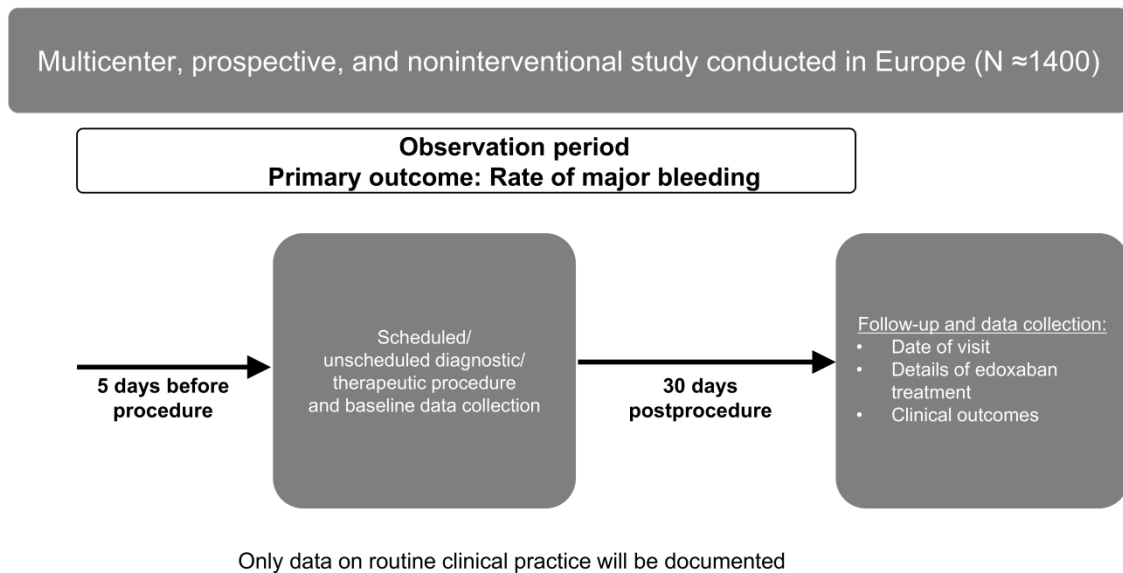 Multicenter, prospective, and noninterventional study conducted in Europe (N ≈1400)
Observation period
Primary outcome: Rate of major bleeding
5 days before
procedure
Scheduled/
unscheduled diagnostic/
therapeutic procedure
and baseline data collection
30 days
postprocedure
Follow-up and data collection:
• Date of visit
• Details of edoxaban
treatment
• Clinical outcomes
Only data on routine clinical practice will be documented